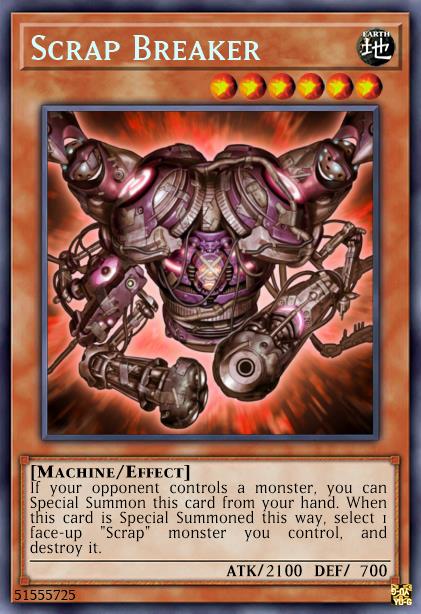 Scrap Breaker
EARTH
地
[Machine/Effect]
If your opponent controls a monster, you can
Special Summon this card from your hand. When
this card is Special Summoned this way, select 1
face-up "Scrap" monster you control, and
destroy it.
ATK/2100 DEF/ 700
51555725